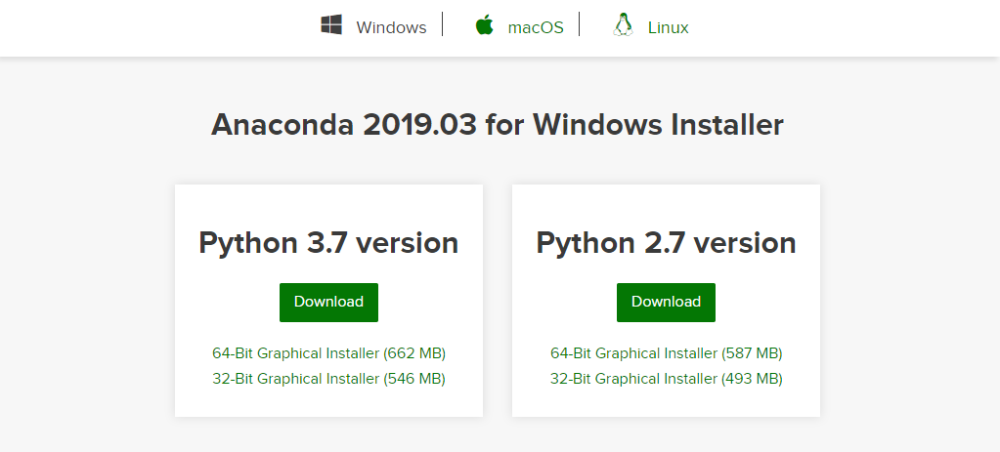 Windows macOS Linux
Anaconda 2019.03 for Windows Installer
Python 3.7 version
Download
64-Bit Graphical Installer (662 MB)
32-Bit Graphical Installer (546 MB)
Python 2.7 version
Download
64-Bit Graphical Installer (587 MB)
32-Bit Graphical Installer (493 MB)